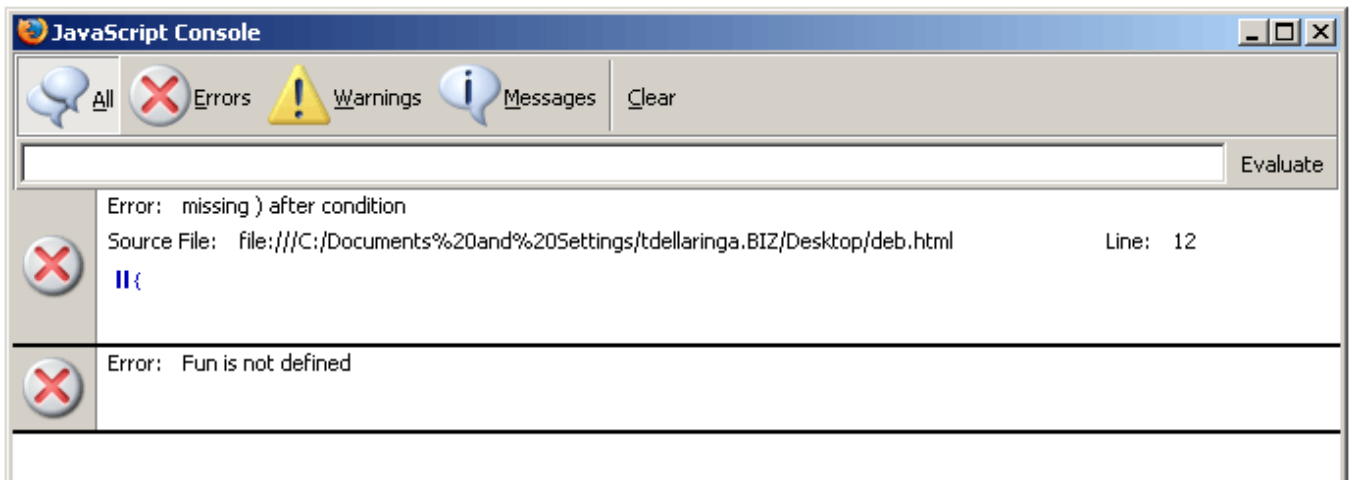 JavaScript Console
All Errors Warnings Messages Clear
Evaluate
Error: missing ) after condition
Source File: file:///C:/Documents%20and%20Settings/tdellaringa.BIZ/Desktop/deb.html Line: 12
{
Error: Fun is not defined